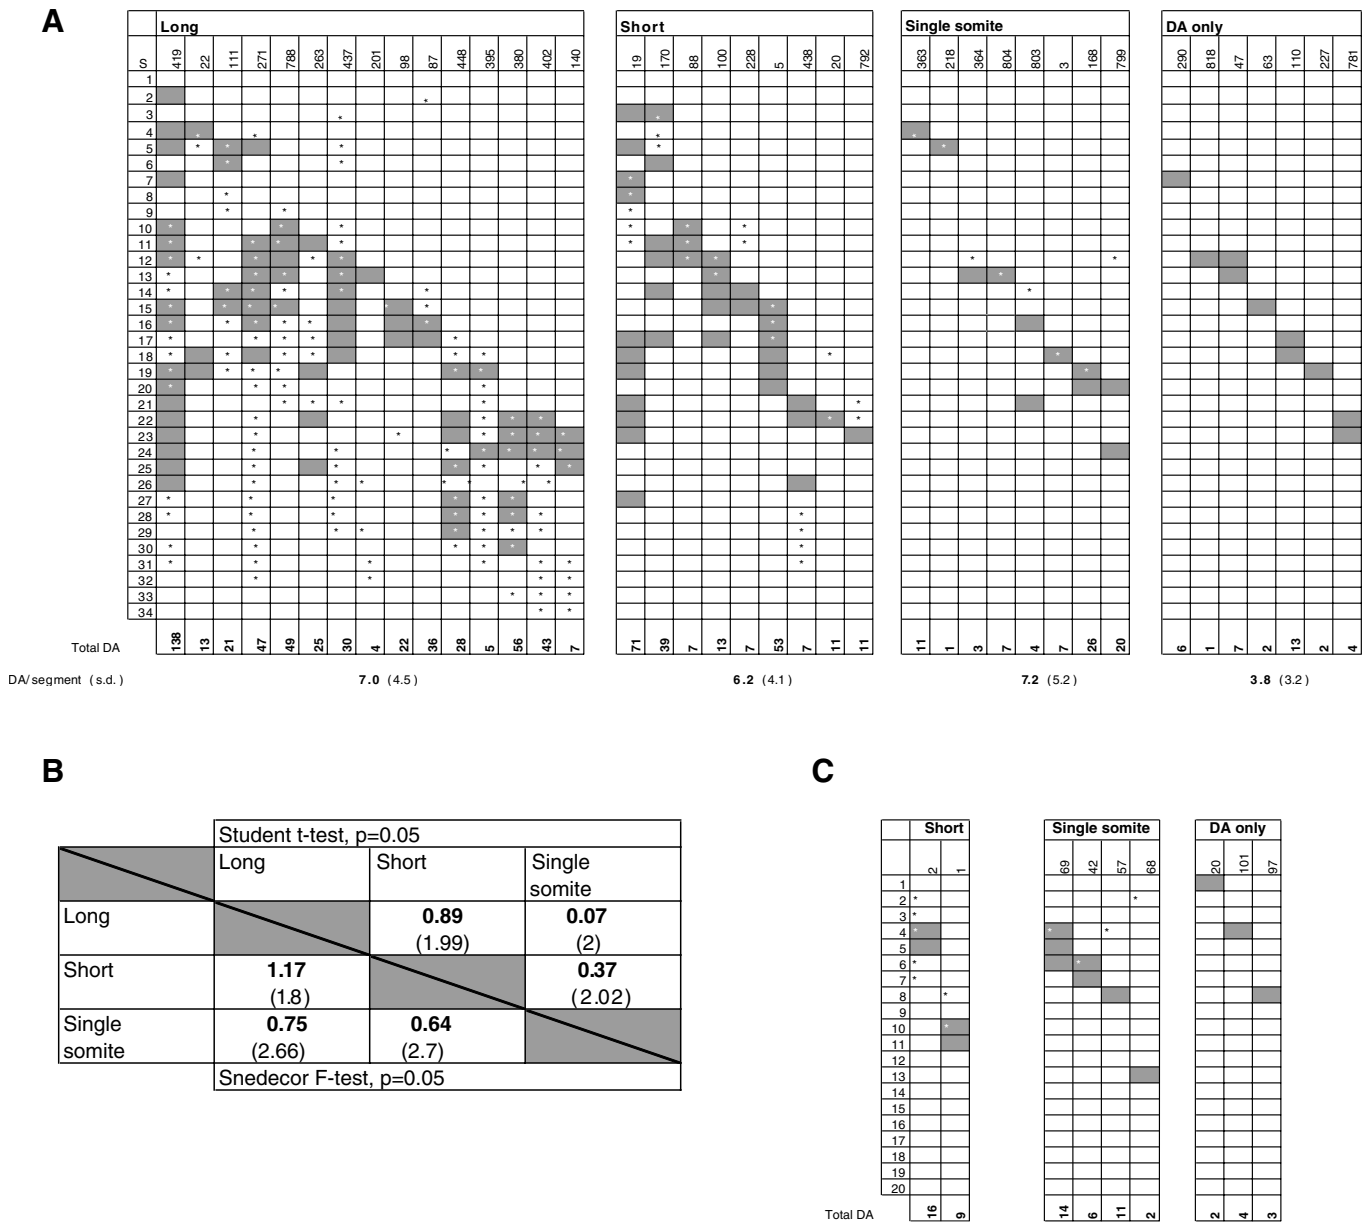 A
Long
Short
Single somite
DA only
S 419 22 111 271 788 263 437 201 98 87 448 395 380 402 140
19 170 88 100 228 5 438 20 792
363 218 364 804 803 3 168 799
290 818 47 63 110 227 781
1
2
3
4
5
6
7
8
9
10
11
12
13
14
15
16
17
18
19
20
21
22
23
24
25
26
27
28
29
30
31
32
33
34
Total DA 138 13 21 47 49 25 30 4 22 36 28 5 56 43 7
71 39 7 13 7 53 7 11 11
11 1 3 7 4 7 26 20
6 1 7 2 13 2 4
DA/segment (s.d.) 7.0 (4.5) 6.2 (4.1) 7.2 (5.2) 3.8 (3.2)
B
Student t-test, p=0.05
Long Short Single
somite
Long 0.89 0.07
(1.99) (2)
Short 1.17 0.37
(1.8) (2.02)
Single 0.75 0.64
somite (2.66) (2.7)
Snedecor F-test, p=0.05
C
Short Single somite DA only
2 1 69 42 57 68 20 101 97
1
2
3
4
5
6
7
8
9
10
11
12
13
14
15
16
17
18
19
20
Total DA 16 9 14 6 11 2 2 4 3